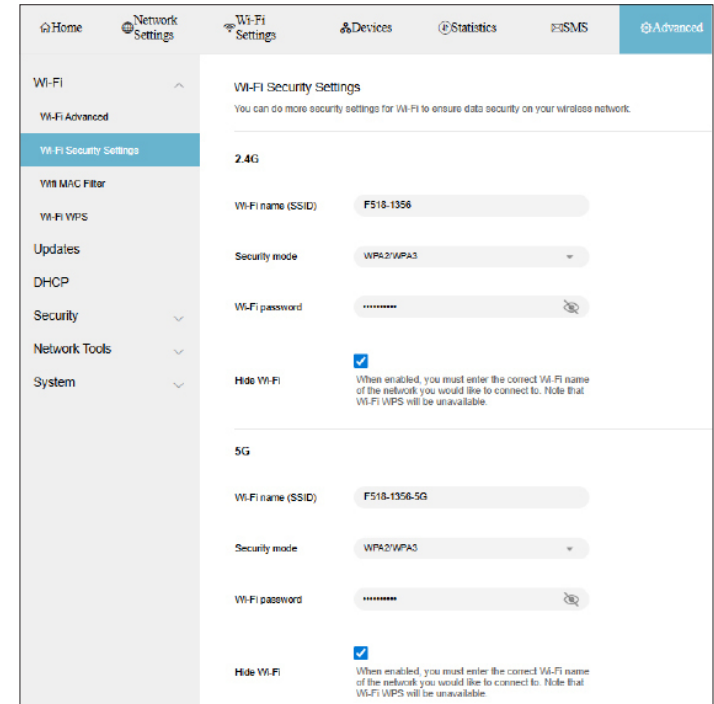 Home
Network Settings
Wi-Fi Settings
Devices
Statistics
SMS
Advanced
Wi-Fi
Wi-Fi Advanced
Wi-Fi Security Settings
Wifi MAC Filter
Wi-Fi WPS
Updates
DHCP
Security
Network Tools
System
Wi-Fi Security Settings
You can do more security settings for Wi-Fi to ensure data security on your wireless network.
2.4G
Wi-Fi name (SSID)
F518-1356
Security mode
WPA2/WPA3
Wi-Fi password
••••••••••
Hide Wi-Fi
When enabled, you must enter the correct Wi-Fi name
of the network you would like to connect to. Note that
Wi-Fi WPS will be unavailable.
5G
Wi-Fi name (SSID)
F518-1356-5G
Security mode
WPA2/WPA3
Wi-Fi password
••••••••••
Hide Wi-Fi
When enabled, you must enter the correct Wi-Fi name
of the network you would like to connect to. Note that
Wi-Fi WPS will be unavailable